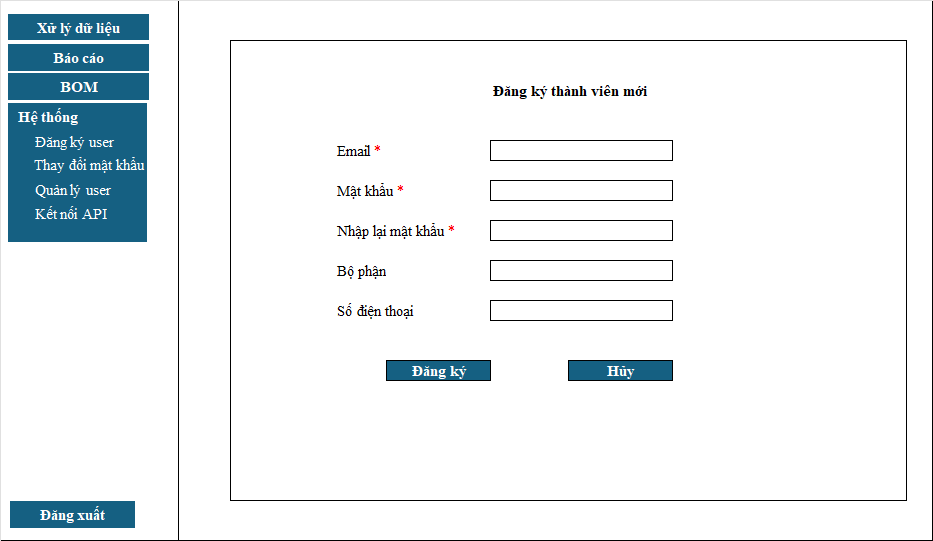 Xử lý dữ liệu
Báo cáo
BOM
Hệ thống
Đăng ký user
Thay đổi mật khẩu
Quản lý user
Kết nối API
Đăng xuất
Đăng ký thành viên mới
Email *
Mật khẩu *
Nhập lại mật khẩu *
Bộ phận
Số điện thoại
Đăng ký
Hủy